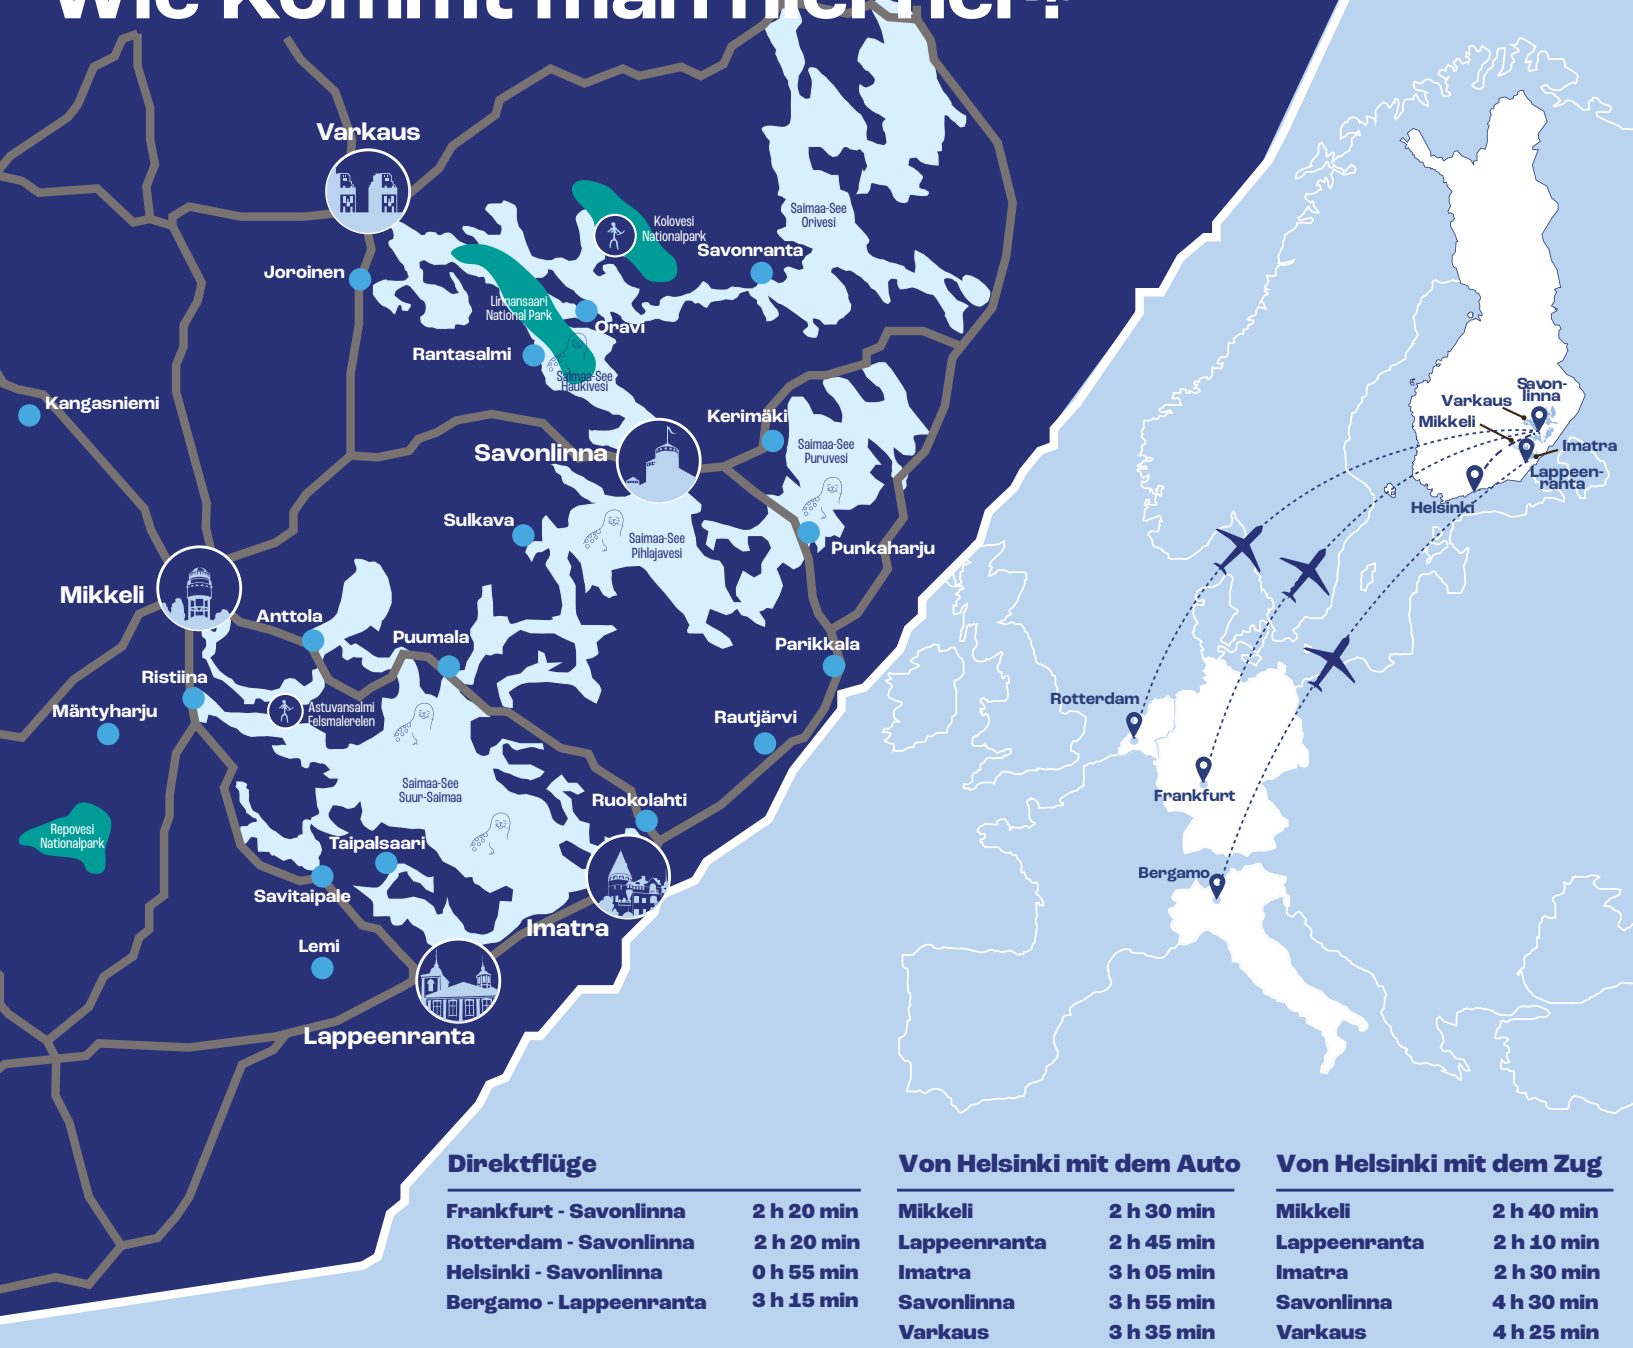 Wie kommt man hierher?
Varkaus
Kolovesi
Nationalpark
Saimaa-See
Orivesi
Savonranta
Joroinen
Linnansaari
National Park
Oravi
Rantasalmi
Saimaa-See
Haukivesi
Kangasniemi
Kerimäki
Savonlinna
Saimaa-See
Puruvesi
Sulkava
Saimaa-See
Pihlajavesi
Punkaharju
Mikkeli
Anttola
Puumala
Parikkala
Ristiina
Mäntyharju
Astuvansalmi
Felsmalerelen
Rautjärvi
Saimaa-See
Suur-Saimaa
Ruokolahti
Repovesi
Nationalpark
Taipalsaari
Savitaipale
Imatra
Lemi
Lappeenranta
Savon-
linna
Varkaus
Mikkeli
Imatra
Lappeen-
ranta
Helsinki
Rotterdam
Frankfurt
Bergamo
Direktflüge
Frankfurt - Savonlinna 2 h 20 min
Rotterdam - Savonlinna 2 h 20 min
Helsinki - Savonlinna 0 h 55 min
Bergamo - Lappeenranta 3 h 15 min
Von Helsinki mit dem Auto
Mikkeli 2 h 30 min
Lappeenranta 2 h 45 min
Imatra 3 h 05 min
Savonlinna 3 h 55 min
Varkaus 3 h 35 min
Von Helsinki mit dem Zug
Mikkeli 2 h 40 min
Lappeenranta 2 h 10 min
Imatra 2 h 30 min
Savonlinna 4 h 30 min
Varkaus 4 h 25 min